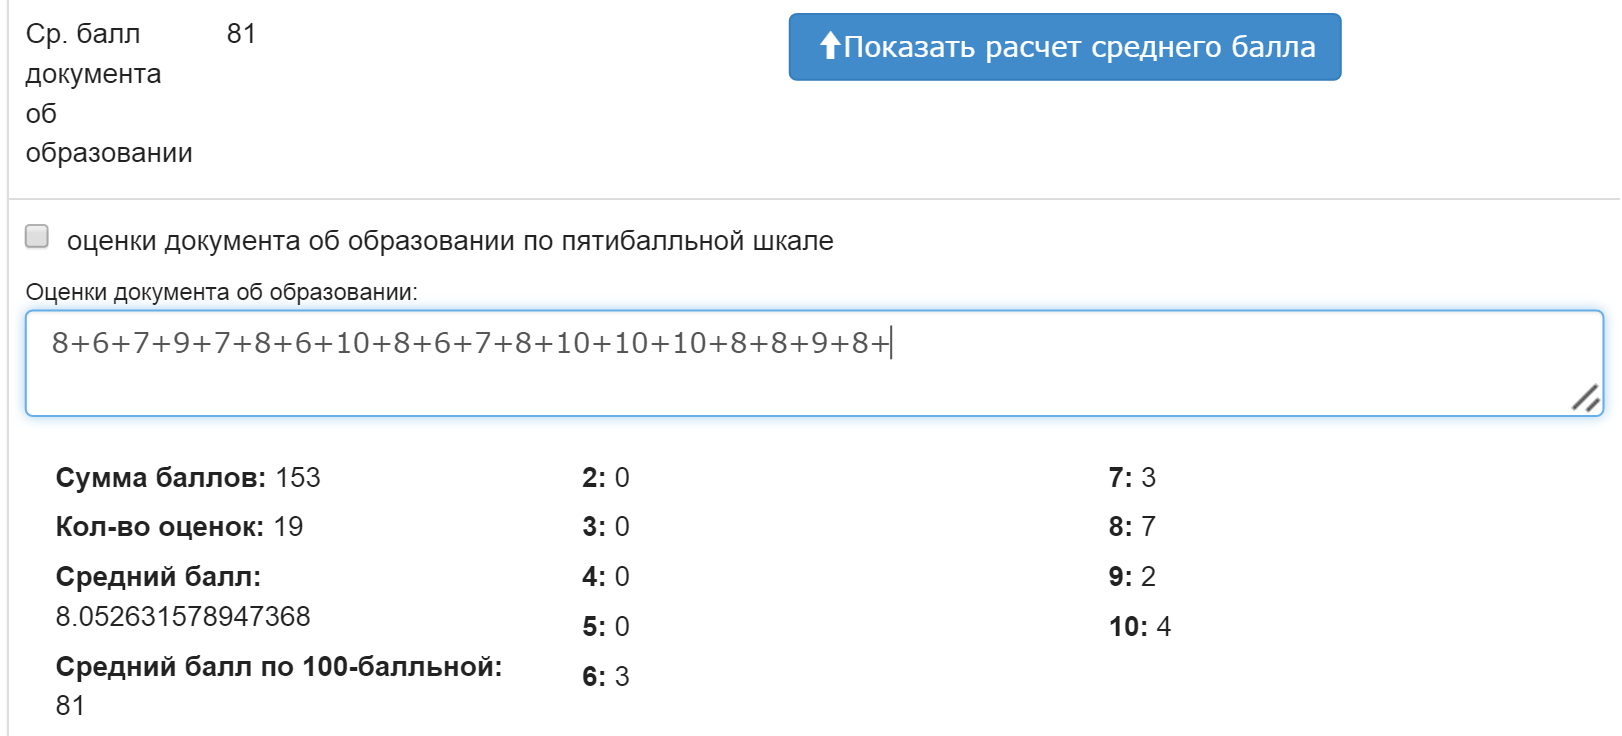 Ср. балл 81
документа
об
образовании
Показать расчет среднего балла
оценки документа об образовании по пятибалльной шкале
Оценки документа об образовании:
8+6+7+9+7+8+6+10+8+6+7+8+10+10+10+8+8+9+8+
Сумма баллов: 153
Кол-во оценок: 19
Средний балл:
8.052631578947368
Средний балл по 100-балльной:
81
2: 0
3: 0
4: 0
5: 0
6: 3
7: 3
8: 7
9: 2
10: 4